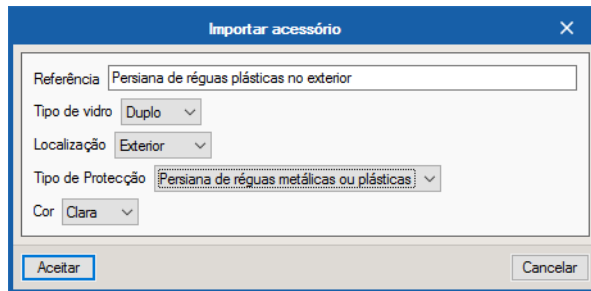 Importar acessório
Referência Persiana de réguas plásticas no exterior
Tipo de vidro Duplo
Localização Exterior
Tipo de Protecção Persiana de réguas metálicas ou plásticas
Cor Clara
Aceitar Cancelar